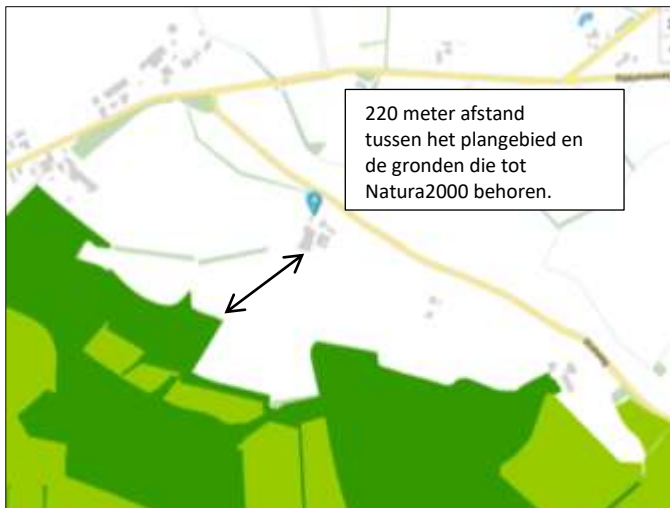 220 meter afstand
tussen het plangebied en
de gronden die tot
Natura2000 behoren.